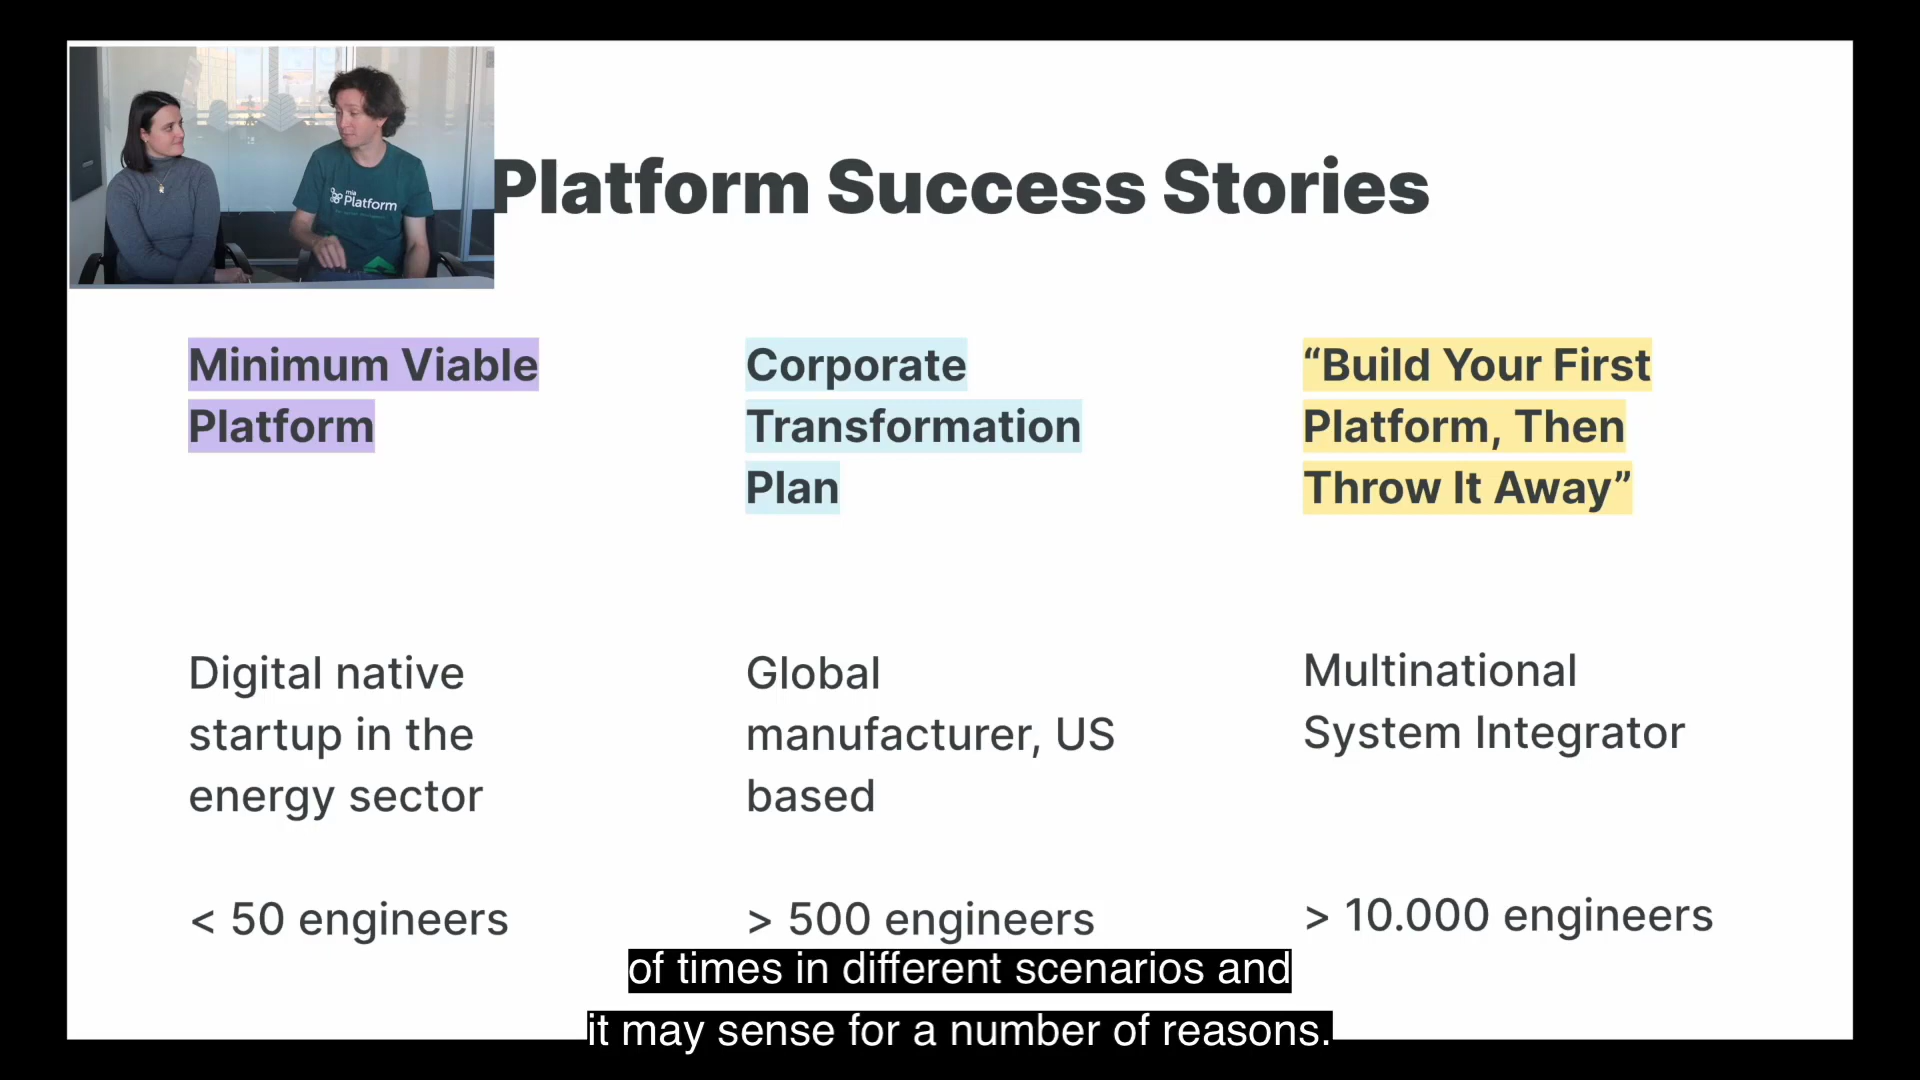 mia
Platform
Platform Success Stories
Minimum Viable
Platform
Corporate
Transformation
Plan
“Build Your First
Platform, Then
Throw It Away”
Digital native
startup in the
energy sector
Global
manufacturer, US
based
Multinational
System Integrator
< 50 engineers
> 500 engineers
> 10.000 engineers
of times in different scenarios and
it may sense for a number of reasons.